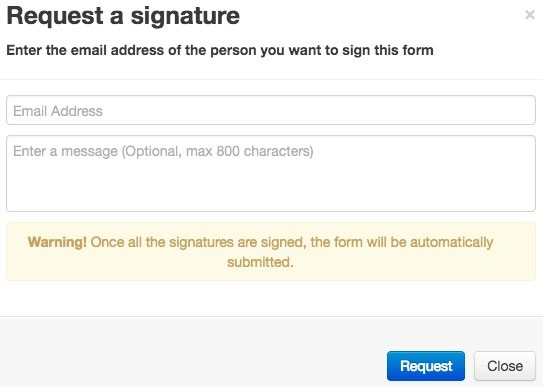 Request a signature
Enter the email address of the person you want to sign this form
Email Address
Enter a message (Optional, max 800 characters)
Warning! Once all the signatures are signed, the form will be automatically
submitted.
Request Close